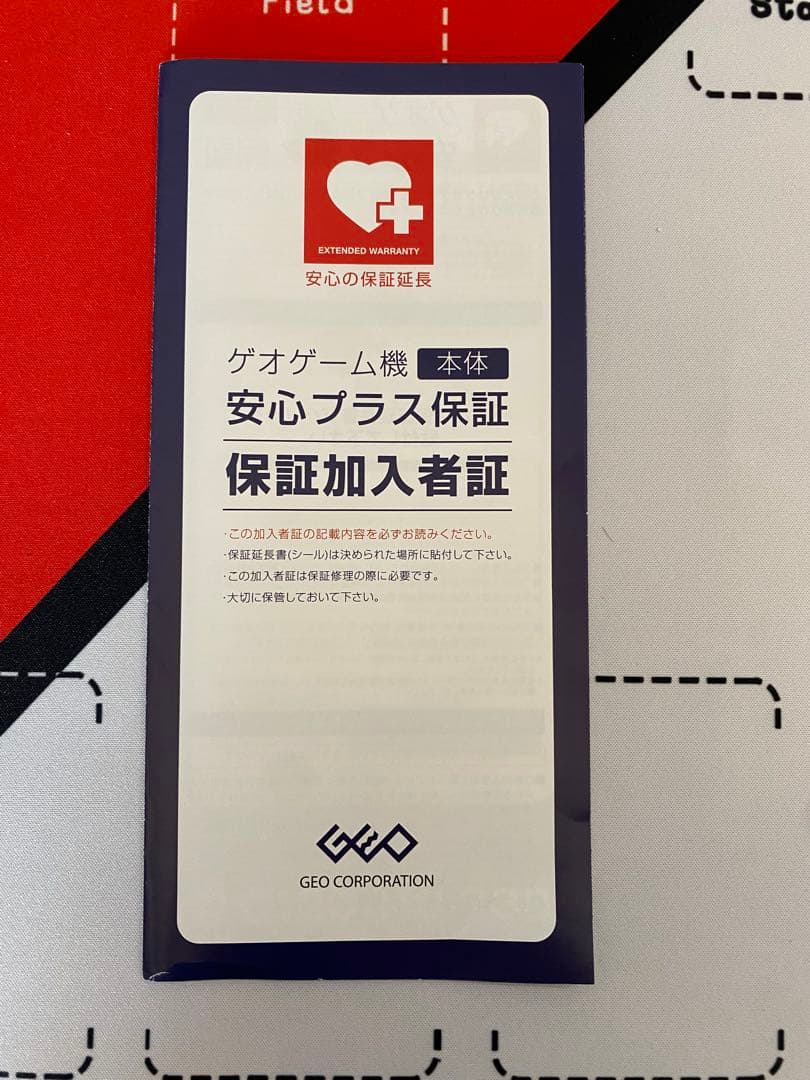 Field
EXTENDED WARRANTY
安心の保証延長
ゲオゲーム機 本体
安心プラス保証
保証加入者証
・この加入者証の記載内容を必ずお読みください。
・保証延長書(シール)は決められた場所に貼付して下さい。
・この加入者証は保証修理の際に必要です。
・大切に保管しておいて下さい。
GEO
GEO CORPORATION